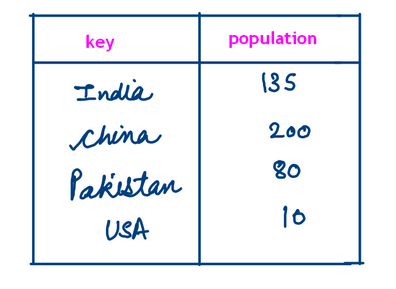 key population
India 135
China 200
Pakistan 80
USA 10